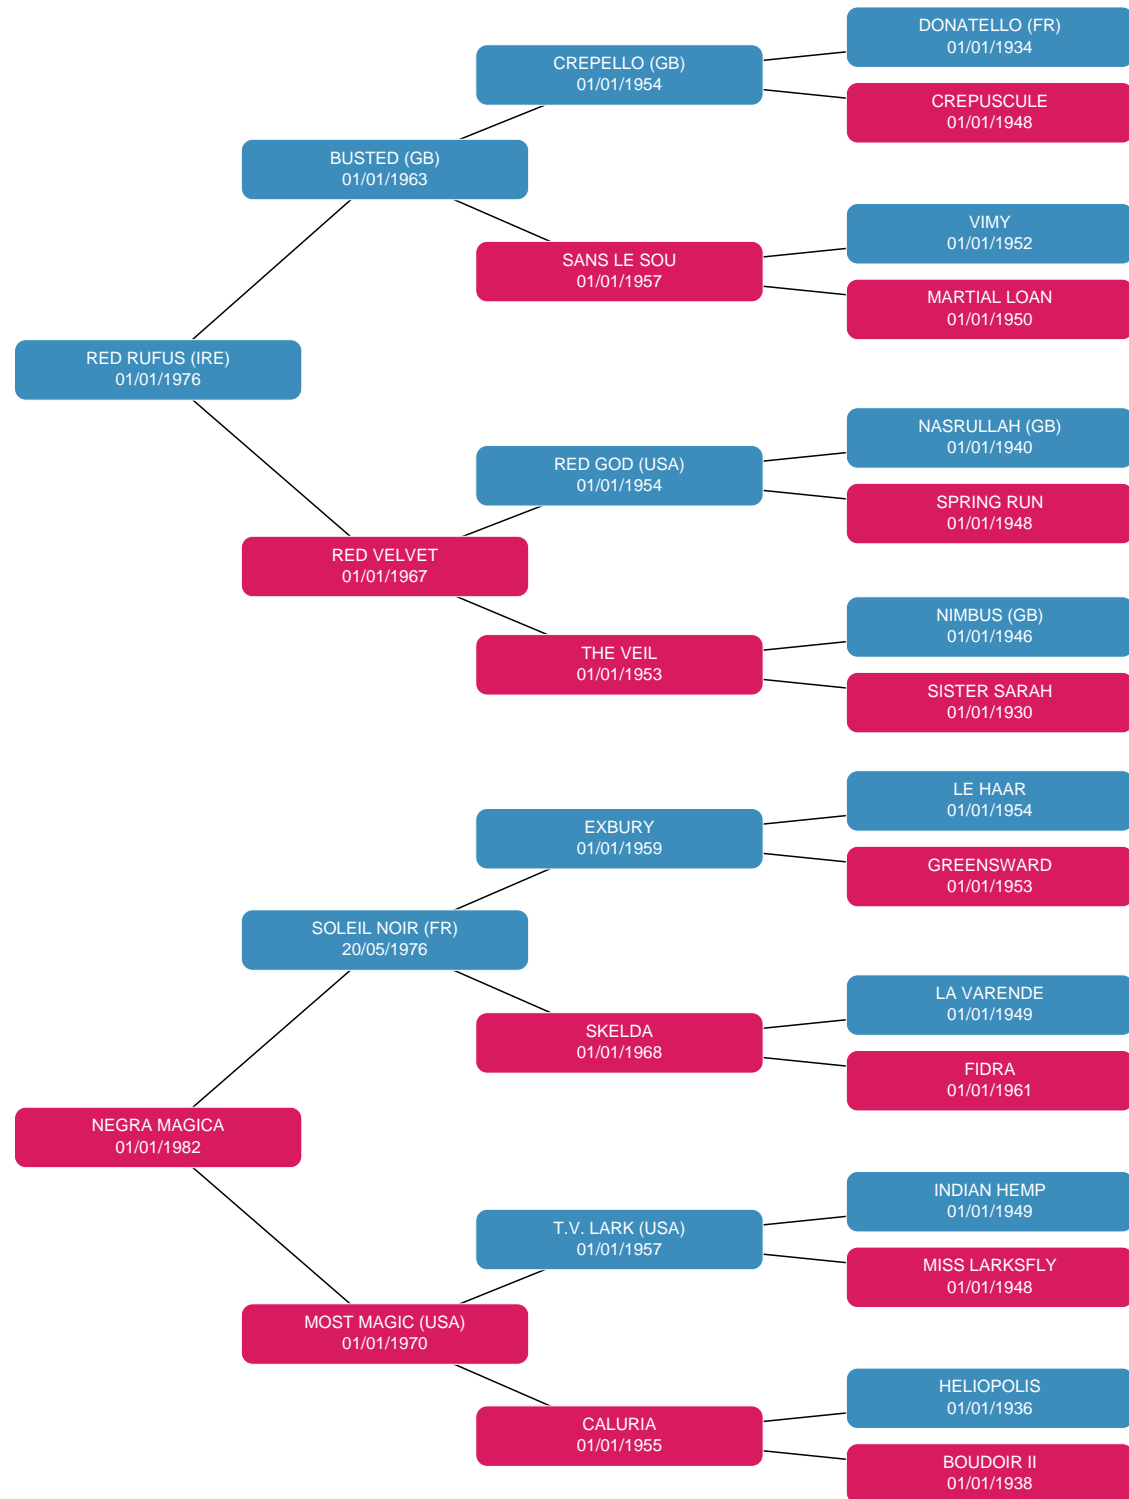 DONATELLO (FR)
01/01/1934
CREPELLO (GB)
01/01/1954
CREPUSCULE
01/01/1948
BUSTED (GB)
01/01/1963
VIMY
01/01/1952
SANS LE SOU
01/01/1957
MARTIAL LOAN
01/01/1950
RED RUFUS (IRE)
01/01/1976
NASRULLAH (GB)
01/01/1940
RED GOD (USA)
01/01/1954
SPRING RUN
01/01/1948
RED VELVET
01/01/1967
NIMBUS (GB)
01/01/1946
THE VEIL
01/01/1953
SISTER SARAH
01/01/1930
LE HAAR
01/01/1954
EXBURY
01/01/1959
GREENSWARD
01/01/1953
SOLEIL NOIR (FR)
20/05/1976
LA VARENDE
01/01/1949
SKELDA
01/01/1968
FIDRA
01/01/1961
NEGRA MAGICA
01/01/1982
INDIAN HEMP
01/01/1949
T.V. LARK (USA)
01/01/1957
MISS LARKSFLY
01/01/1948
MOST MAGIC (USA)
01/01/1970
HELIOPOLIS
01/01/1936
CALURIA
01/01/1955
BOUDOIR II
01/01/1938